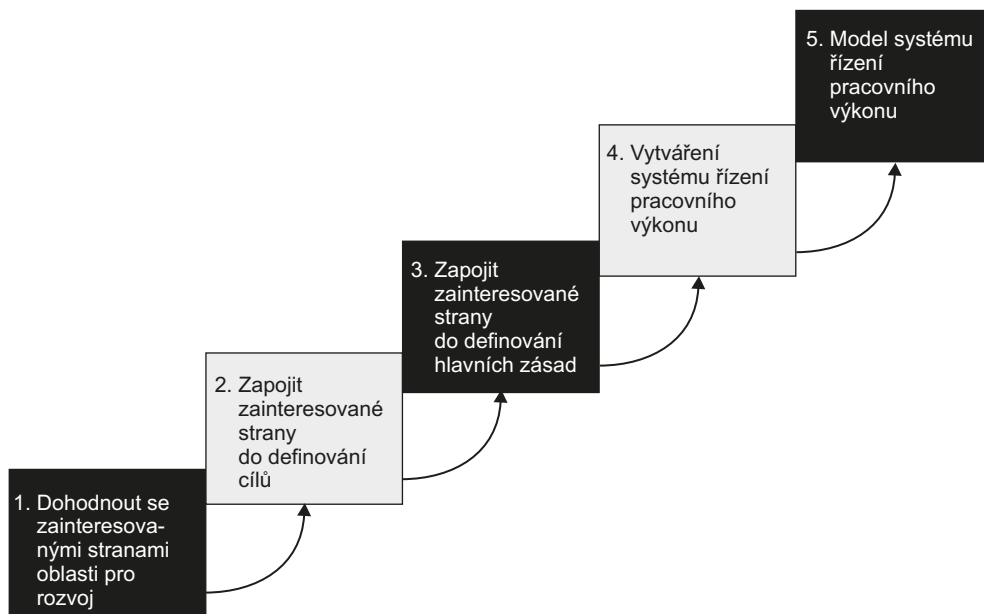 1. Dohodnout se
zainteresova-
nými stranami
oblasti pro
rozvoj
2. Zapojit
zainteresované
strany
do definování
cílů
3. Zapojit
zainteresované
strany
do definování
hlavních zásad
4. Vytváření
systému řízení
pracovního
výkonu
5. Model systému
řízení
pracovního
výkonu